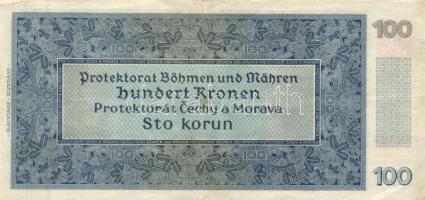 100
Protektorat Böhmen und Mähren
Hundert Kronen
Protektorát Čechy a Morava
Sto korun
100